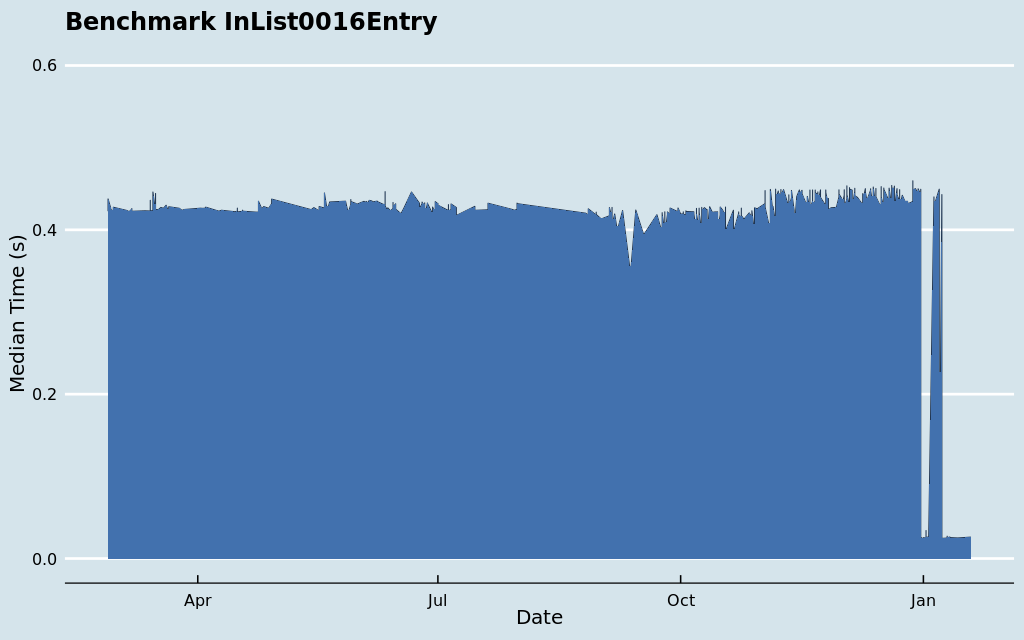 Benchmark InList0016Entry
0.6
0.4
0.2
0.0
Median Time (s)
Apr
Jul
Oct
Jan
Date